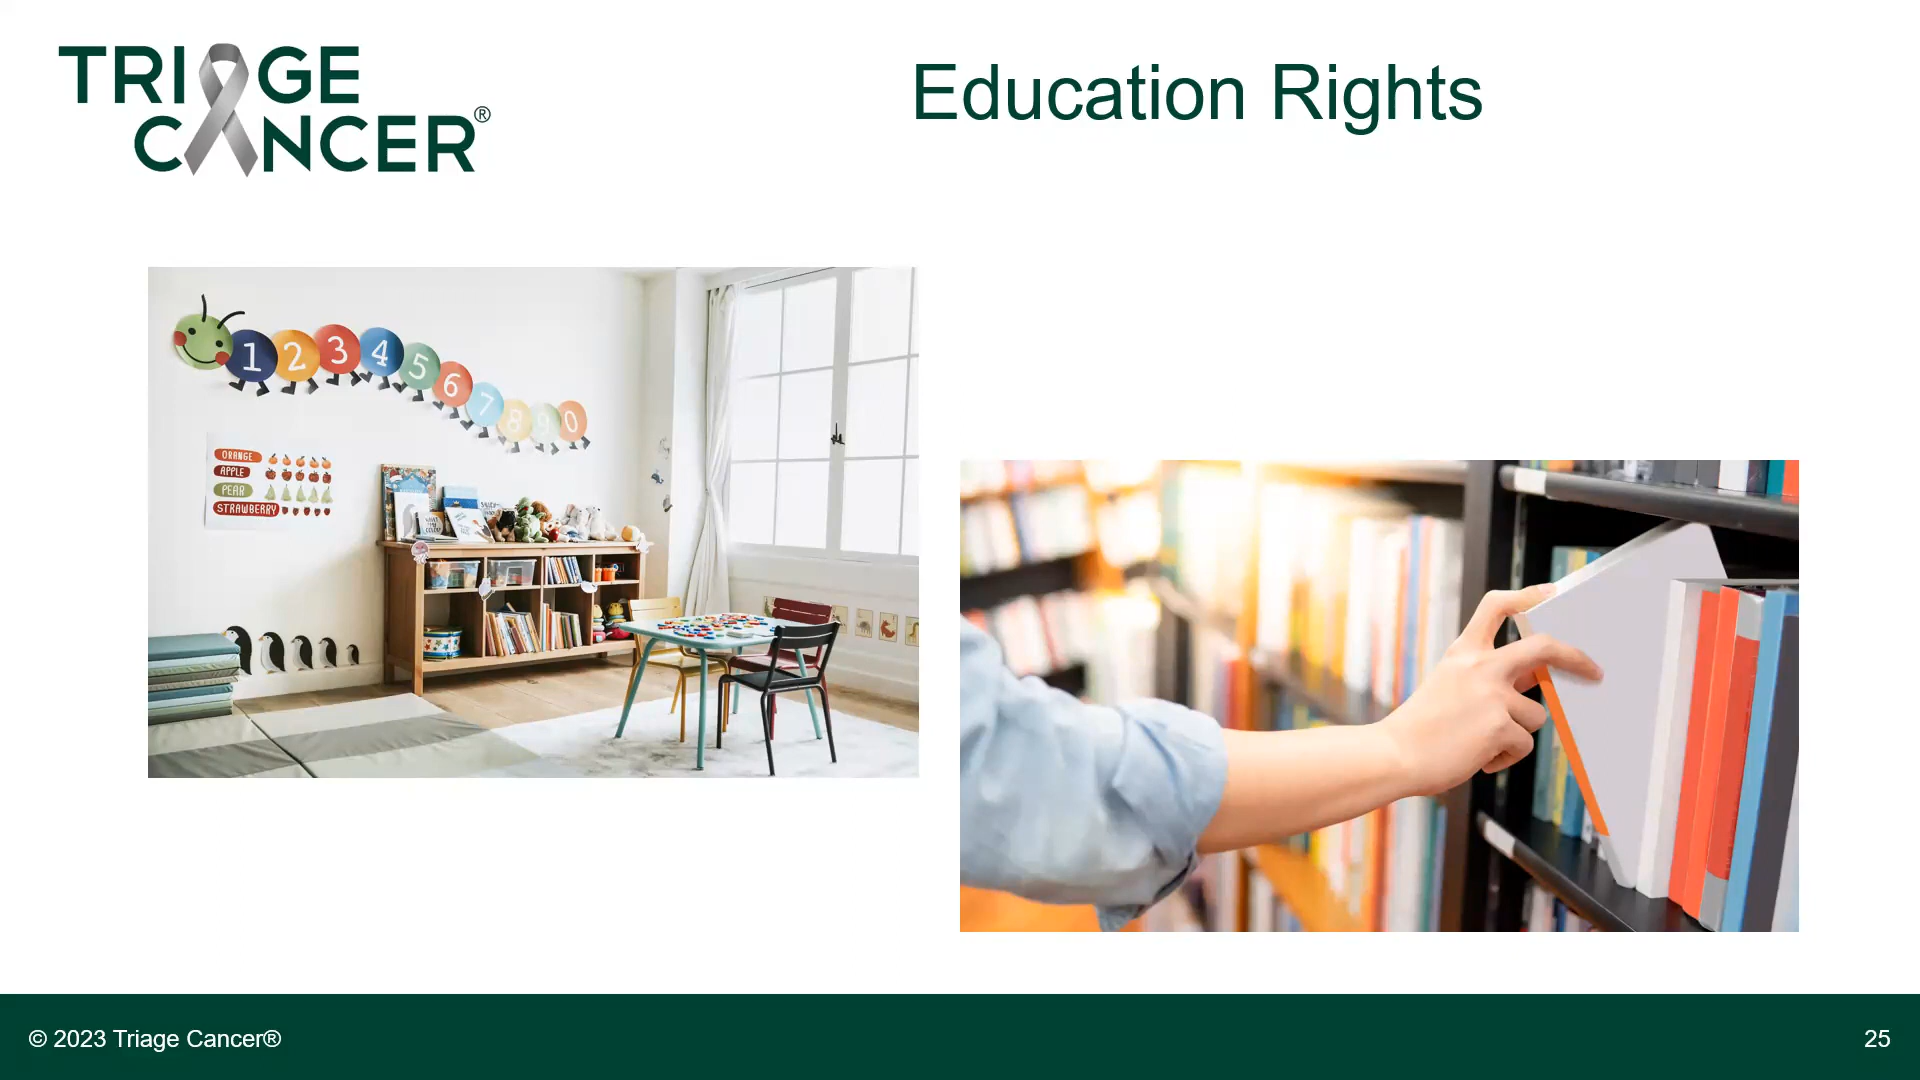 TRIAGE
CANCER®
Education Rights
1 2 3 4 5 6 7 8 9 0
ORANGE
APPLE
PEAR
STRAWBERRY
© 2023 Triage Cancer®
25